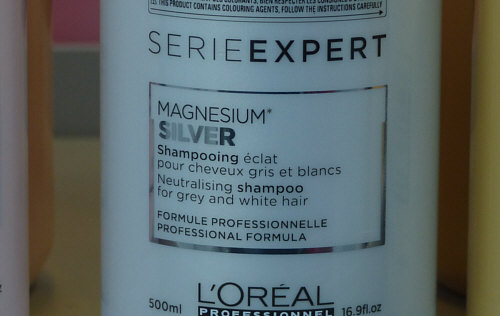 THIS PRODUCT CONTAINS COLOURING AGENTS, FOLLOW THE INSTRUCTIONS CAREFULLY
SERIEEXPERT
MAGNESIUM*
SILVER
Shampooing éclat
pour cheveux gris et blancs
Neutralising shampoo
for grey and white hair
FORMULE PROFESSIONNELLE
PROFESSIONAL FORMULA
500ml L'ORÉAL 16.9fl.oz
PROFESSIONNEL